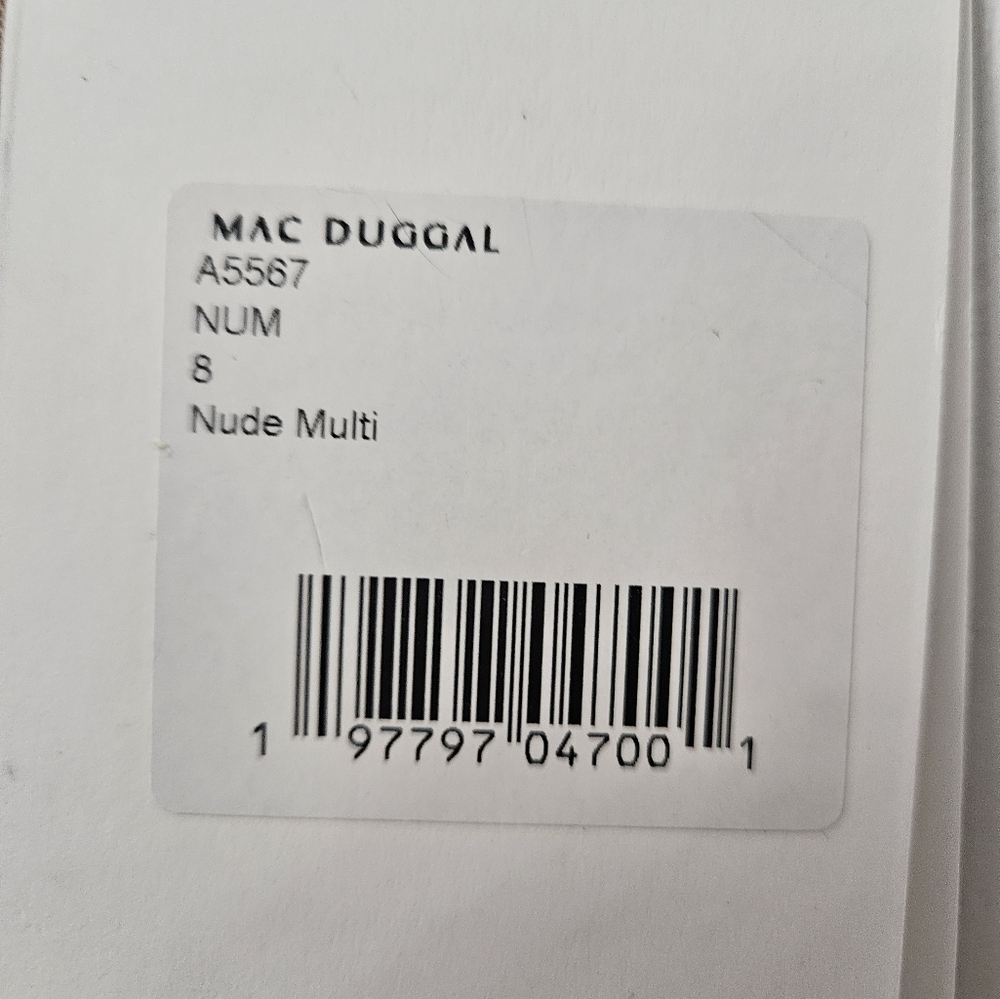 MAC DUGGAL
A5567
NUM
8
Nude Multi
1 97797 04700 1